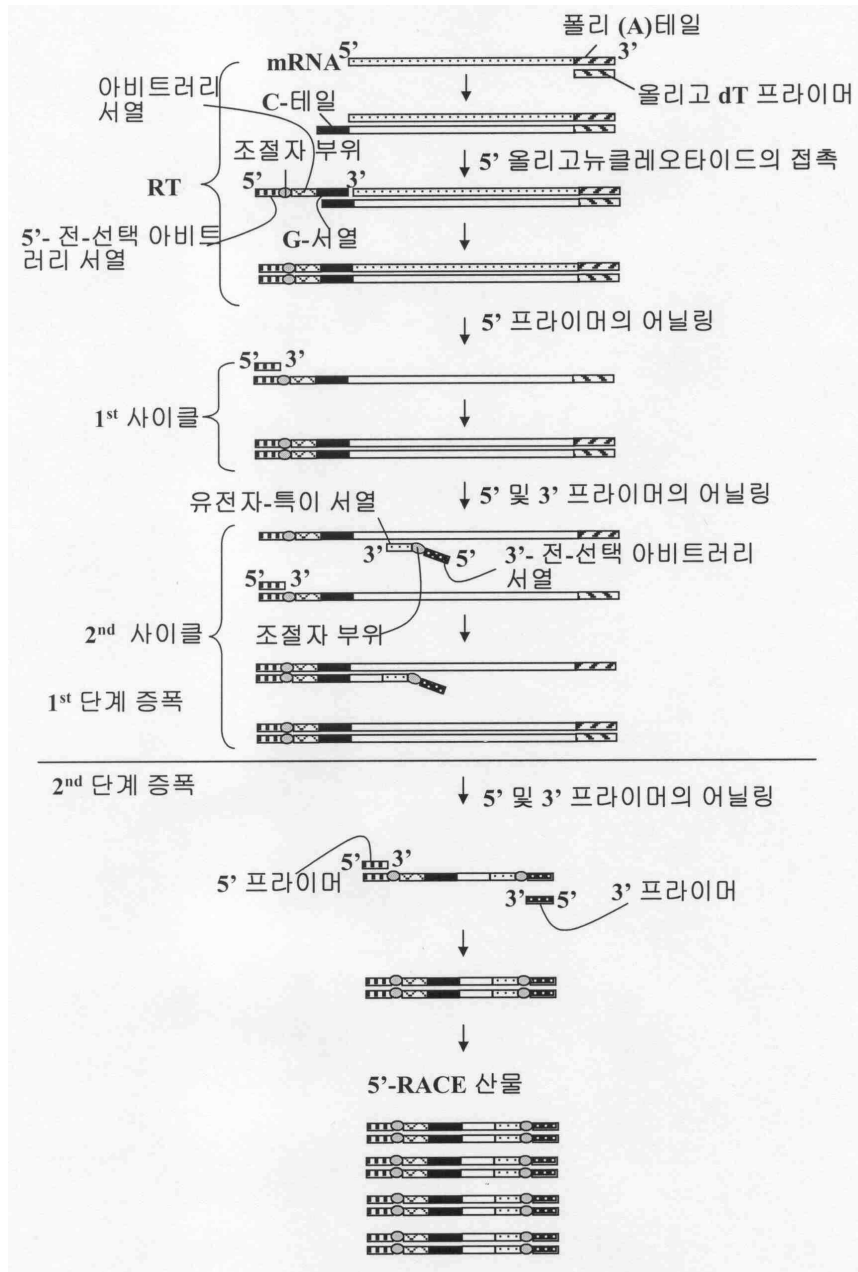 폴리 (A)테일
5’
3’
mRNA
올리고 dT 프라이머
아비트러리
서열
C-테일
조절자 부위
5’ 올리고뉴클레오타이드의 접촉
5’
3’
RT
5’- 전-선택 아비트
러리 서열
G-서열
5’ 프라이머의 어닐링
5’
3’
1st 사이클
5’ 및 3’ 프라이머의 어닐링
유전자-특이 서열
3’
5’
3’- 전-선택 아비트러리
서열
5’
3’
2nd 사이클
조절자 부위
1st 단계 증폭
2nd 단계 증폭
5’ 및 3’ 프라이머의 어닐링
5’
3’
5’ 프라이머
3’
5’
3’ 프라이머
5’-RACE 산물